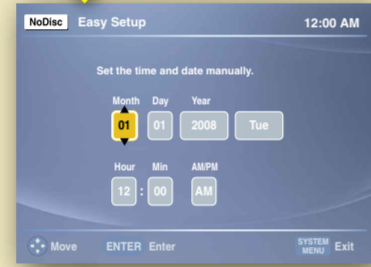 NoDisc Easy Setup 12:00 AM
Set the time and date manually.
Month Day Year
01 01 2008 Tue
Hour Min AM/PM
12 : 00 AM
Move ENTER Enter SYSTEM MENU Exit